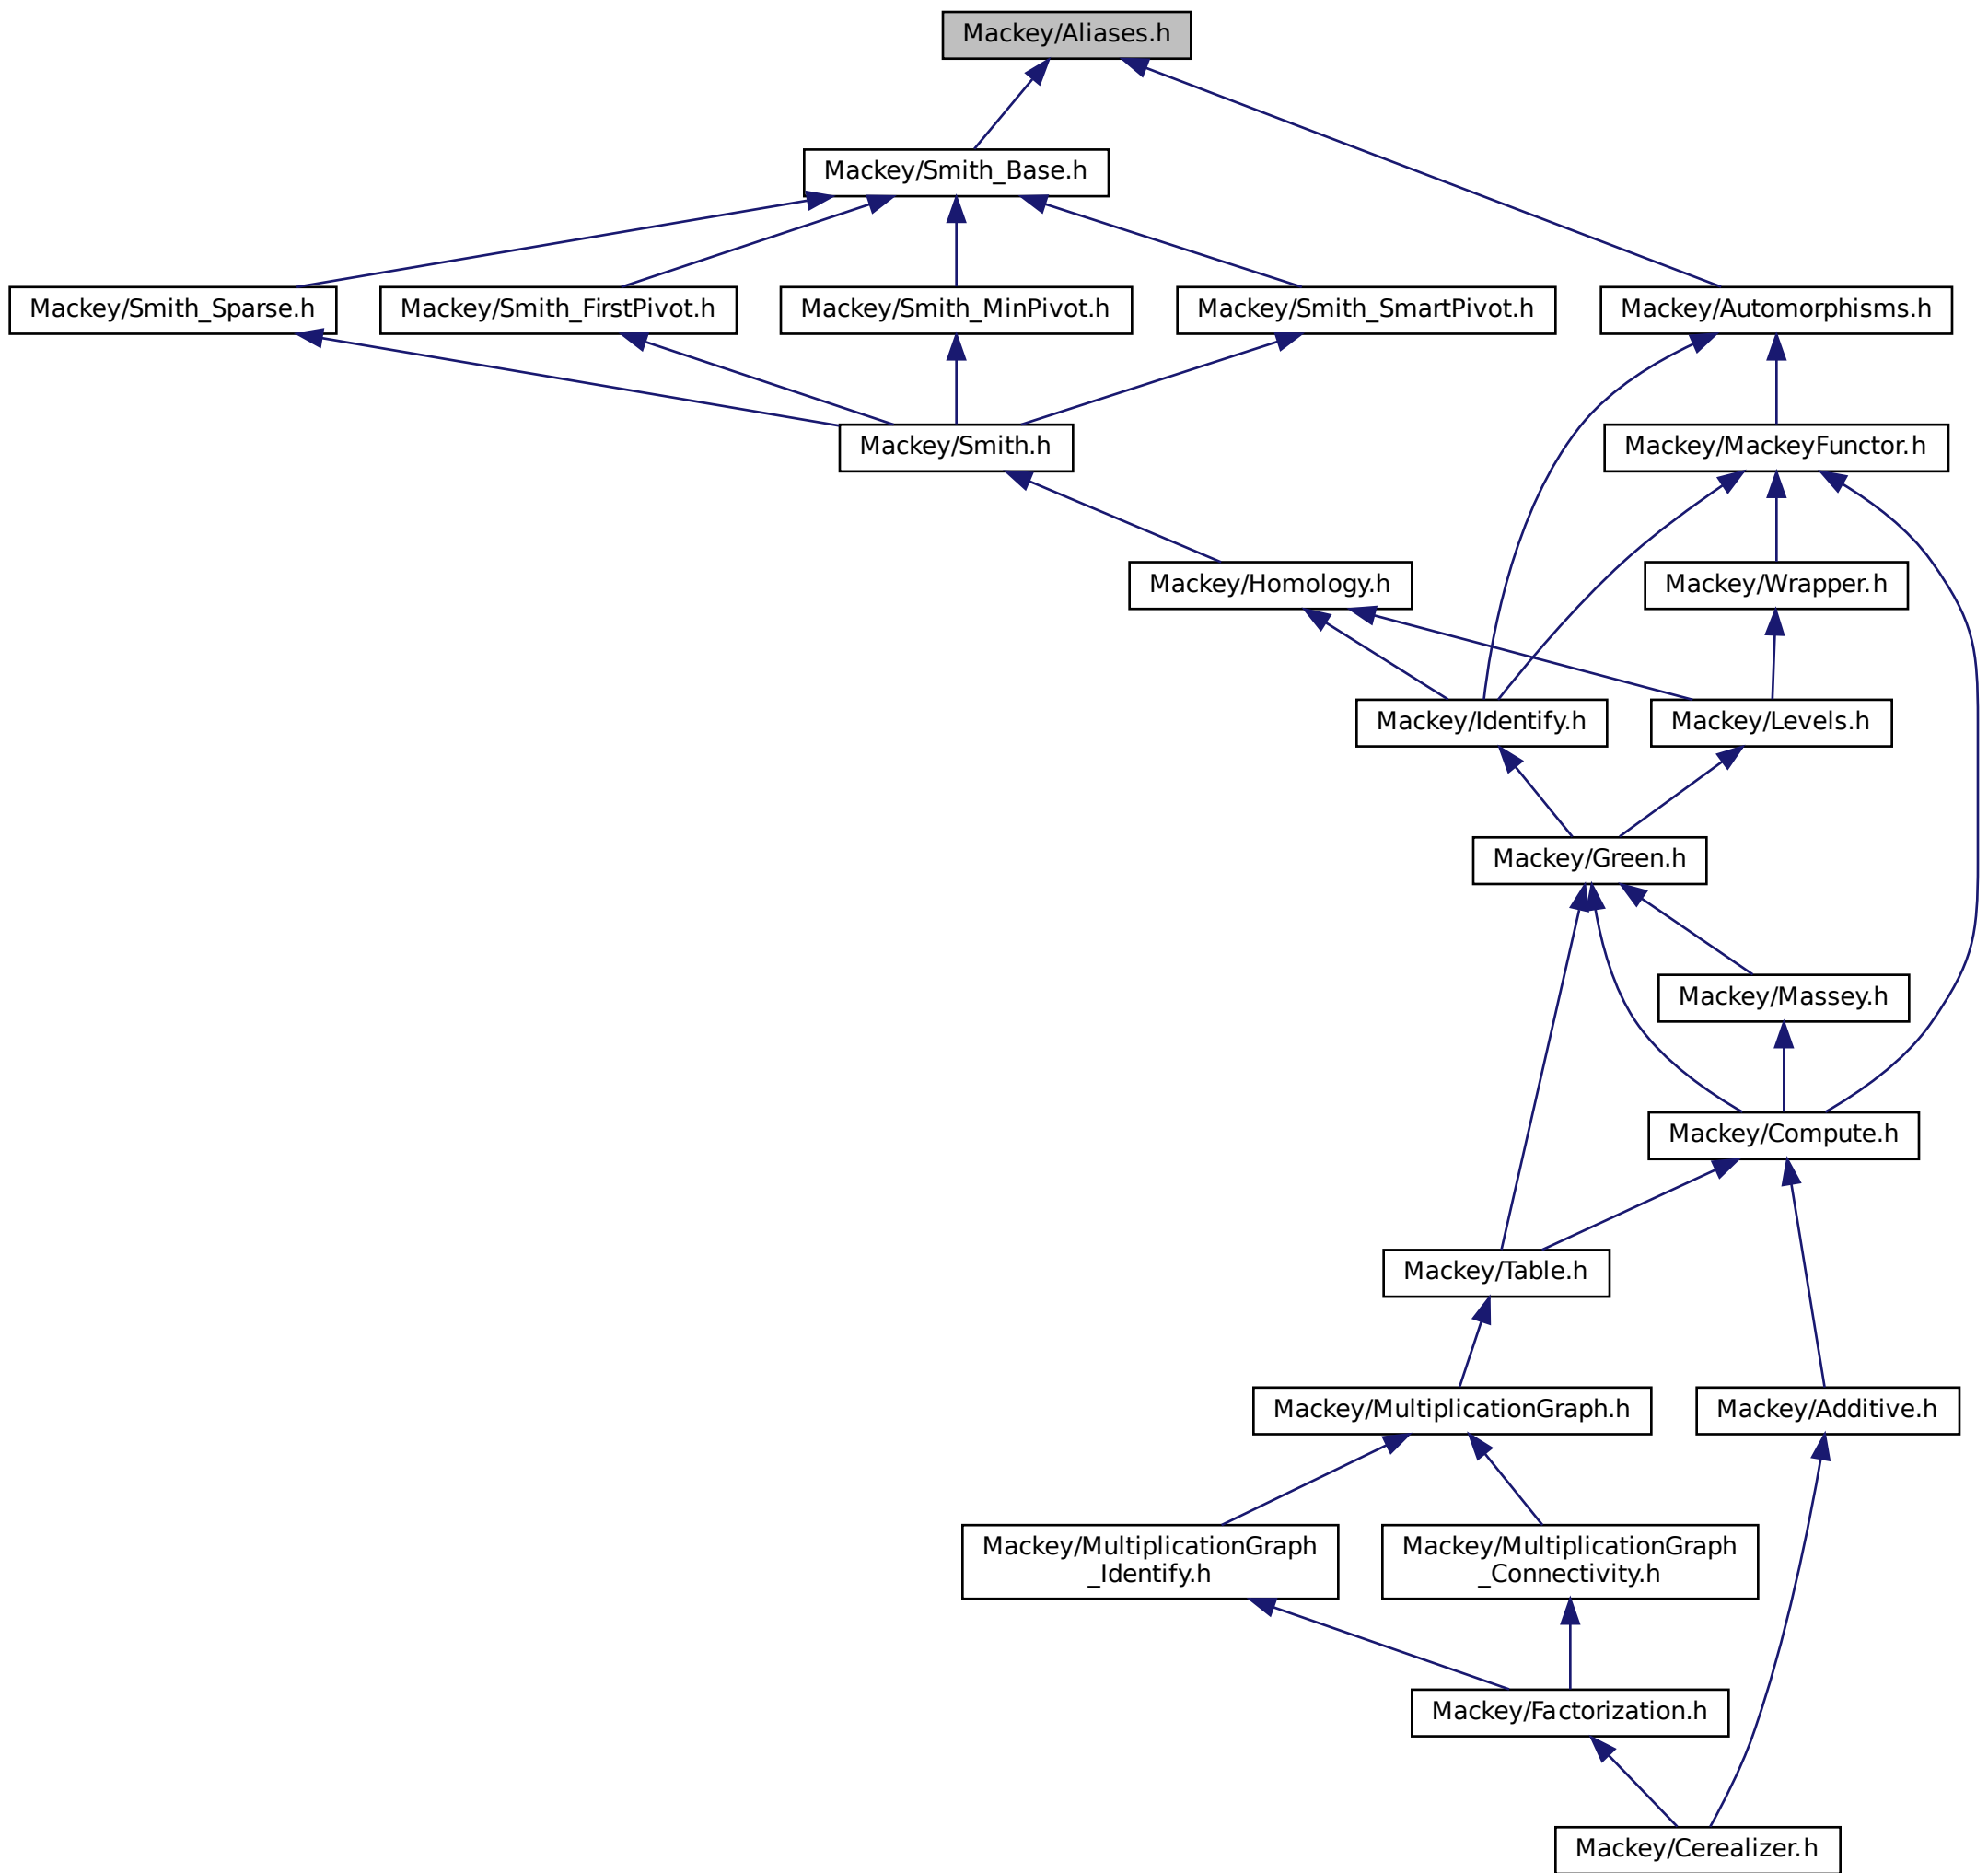 Mackey/Aliases.h
Mackey/Smith_Base.h
Mackey/Smith_Sparse.h
Mackey/Smith_FirstPivot.h
Mackey/Smith_MinPivot.h
Mackey/Smith_SmartPivot.h
Mackey/Automorphisms.h
Mackey/Smith.h
Mackey/MackeyFunctor.h
Mackey/Homology.h
Mackey/Wrapper.h
Mackey/Identify.h
Mackey/Levels.h
Mackey/Green.h
Mackey/Massey.h
Mackey/Compute.h
Mackey/Table.h
Mackey/MultiplicationGraph.h
Mackey/Additive.h
Mackey/MultiplicationGraph
_Identify.h
Mackey/MultiplicationGraph
_Connectivity.h
Mackey/Factorization.h
Mackey/Cerealizer.h